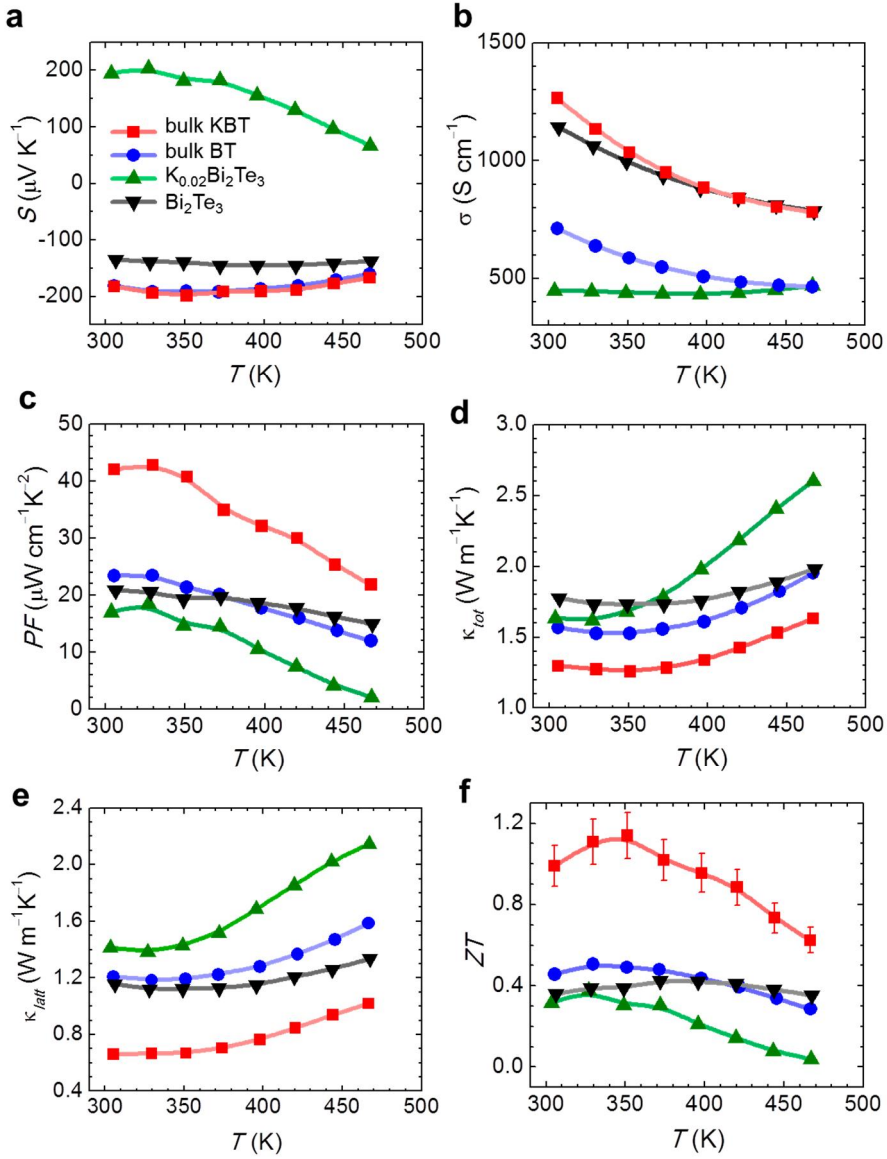 a
S (μV K⁻¹)
200
100
0
-100
-200
bulk KBT
bulk BT
K₀.₀₂Bi₂Te₃
Bi₂Te₃
300 350 400 450 500
T (K)
b
σ (S cm⁻¹)
1500
1000
500
300 350 400 450 500
T (K)
c
PF (μW cm⁻¹K⁻²)
50
40
30
20
10
0
300 350 400 450 500
T (K)
d
κtot (W m⁻¹K⁻¹)
3.0
2.5
2.0
1.5
1.0
300 350 400 450 500
T (K)
e
κlatt (W m⁻¹K⁻¹)
2.4
2.0
1.6
1.2
0.8
0.4
300 350 400 450 500
T (K)
f
ZT
1.2
0.8
0.4
0.0
300 350 400 450 500
T (K)